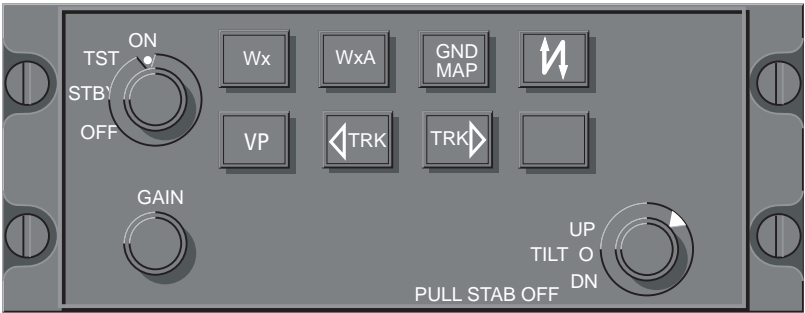 ON
TST
STBY
OFF
Wx
WxA
GND
MAP
VP
TRK
TRK
GAIN
UP
TILT O
DN
PULL STAB OFF